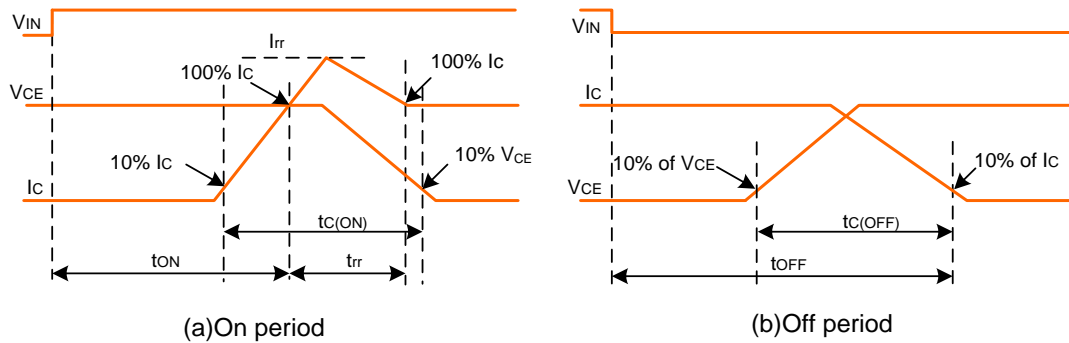 VIN
Irr
100% IC
100% IC
VCE
10% IC
10% VCE
IC
tC(ON)
tON
trr
(a)On period
VIN
IC
10% of VCE
10% of IC
VCE
tC(OFF)
tOFF
(b)Off period